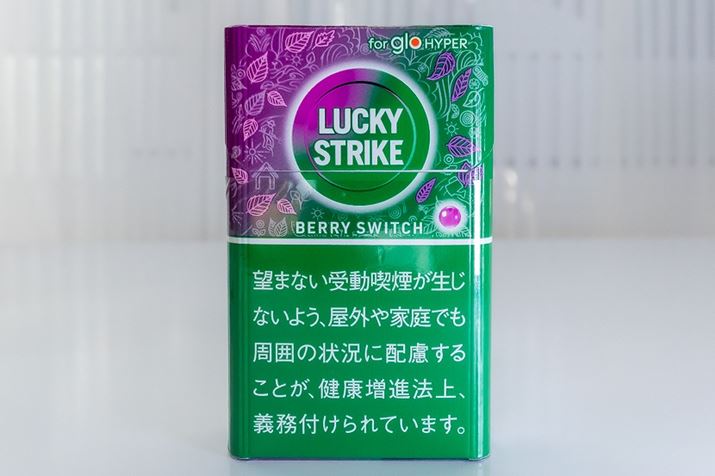 for glo HYPER
LUCKY
STRIKE
BERRY SWITCH
望まない受動喫煙が生じ
ないよう、屋外や家庭でも
周囲の状況に配慮する
ことが、健康増進法上、
義務付けられています。